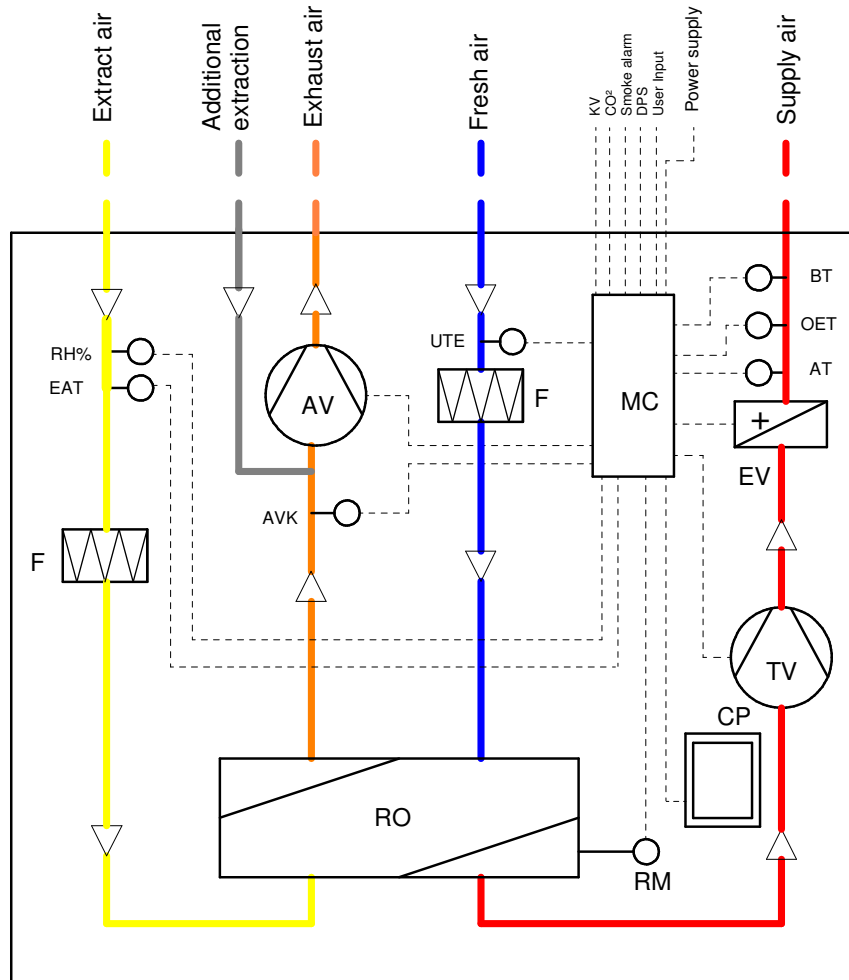 Extract air
Additional
extraction
Exhaust air
Fresh air
KV
CO²
Smoke alarm
DPS
User Input
Power supply
Supply air
BT
OET
AT
UTE
RH%
EAT
AV
F
MC
+
EV
AVK
F
TV
CP
RO
RM